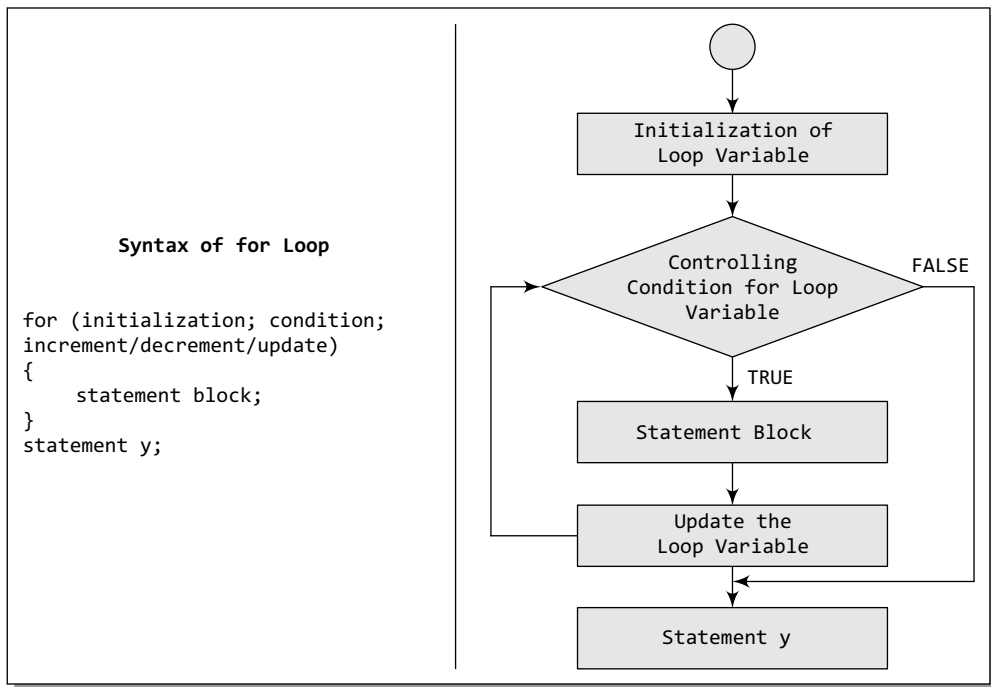 Syntax of for Loop
for (initialization; condition;
increment/decrement/update)
{
statement block;
}
statement y;
Initialization of
Loop Variable
Controlling
Condition for Loop
Variable
FALSE
TRUE
Statement Block
Update the
Loop Variable
Statement y